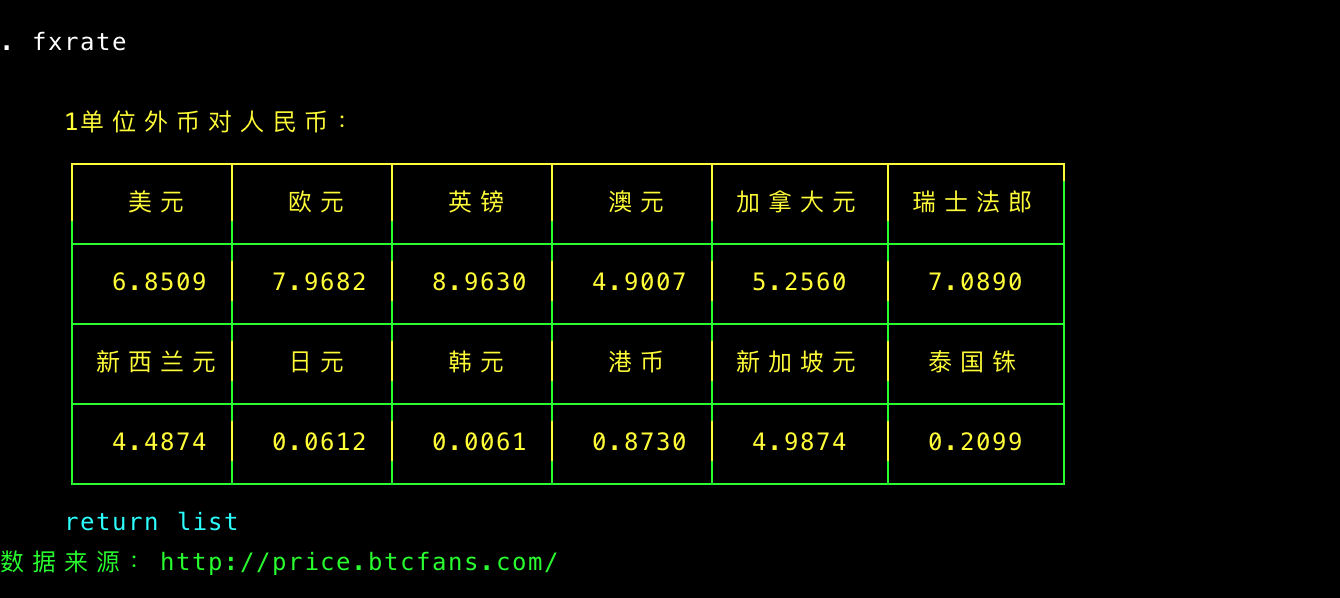 . fxrate
1单位外币对人民币：
美元 欧元 英镑 澳元 加拿大元 瑞士法郎
6.8509 7.9682 8.9630 4.9007 5.2560 7.0890
新西兰元 日元 韩元 港币 新加坡元 泰国铢
4.4874 0.0612 0.0061 0.8730 4.9874 0.2099
return list
数据来源： http://price.btcfans.com/